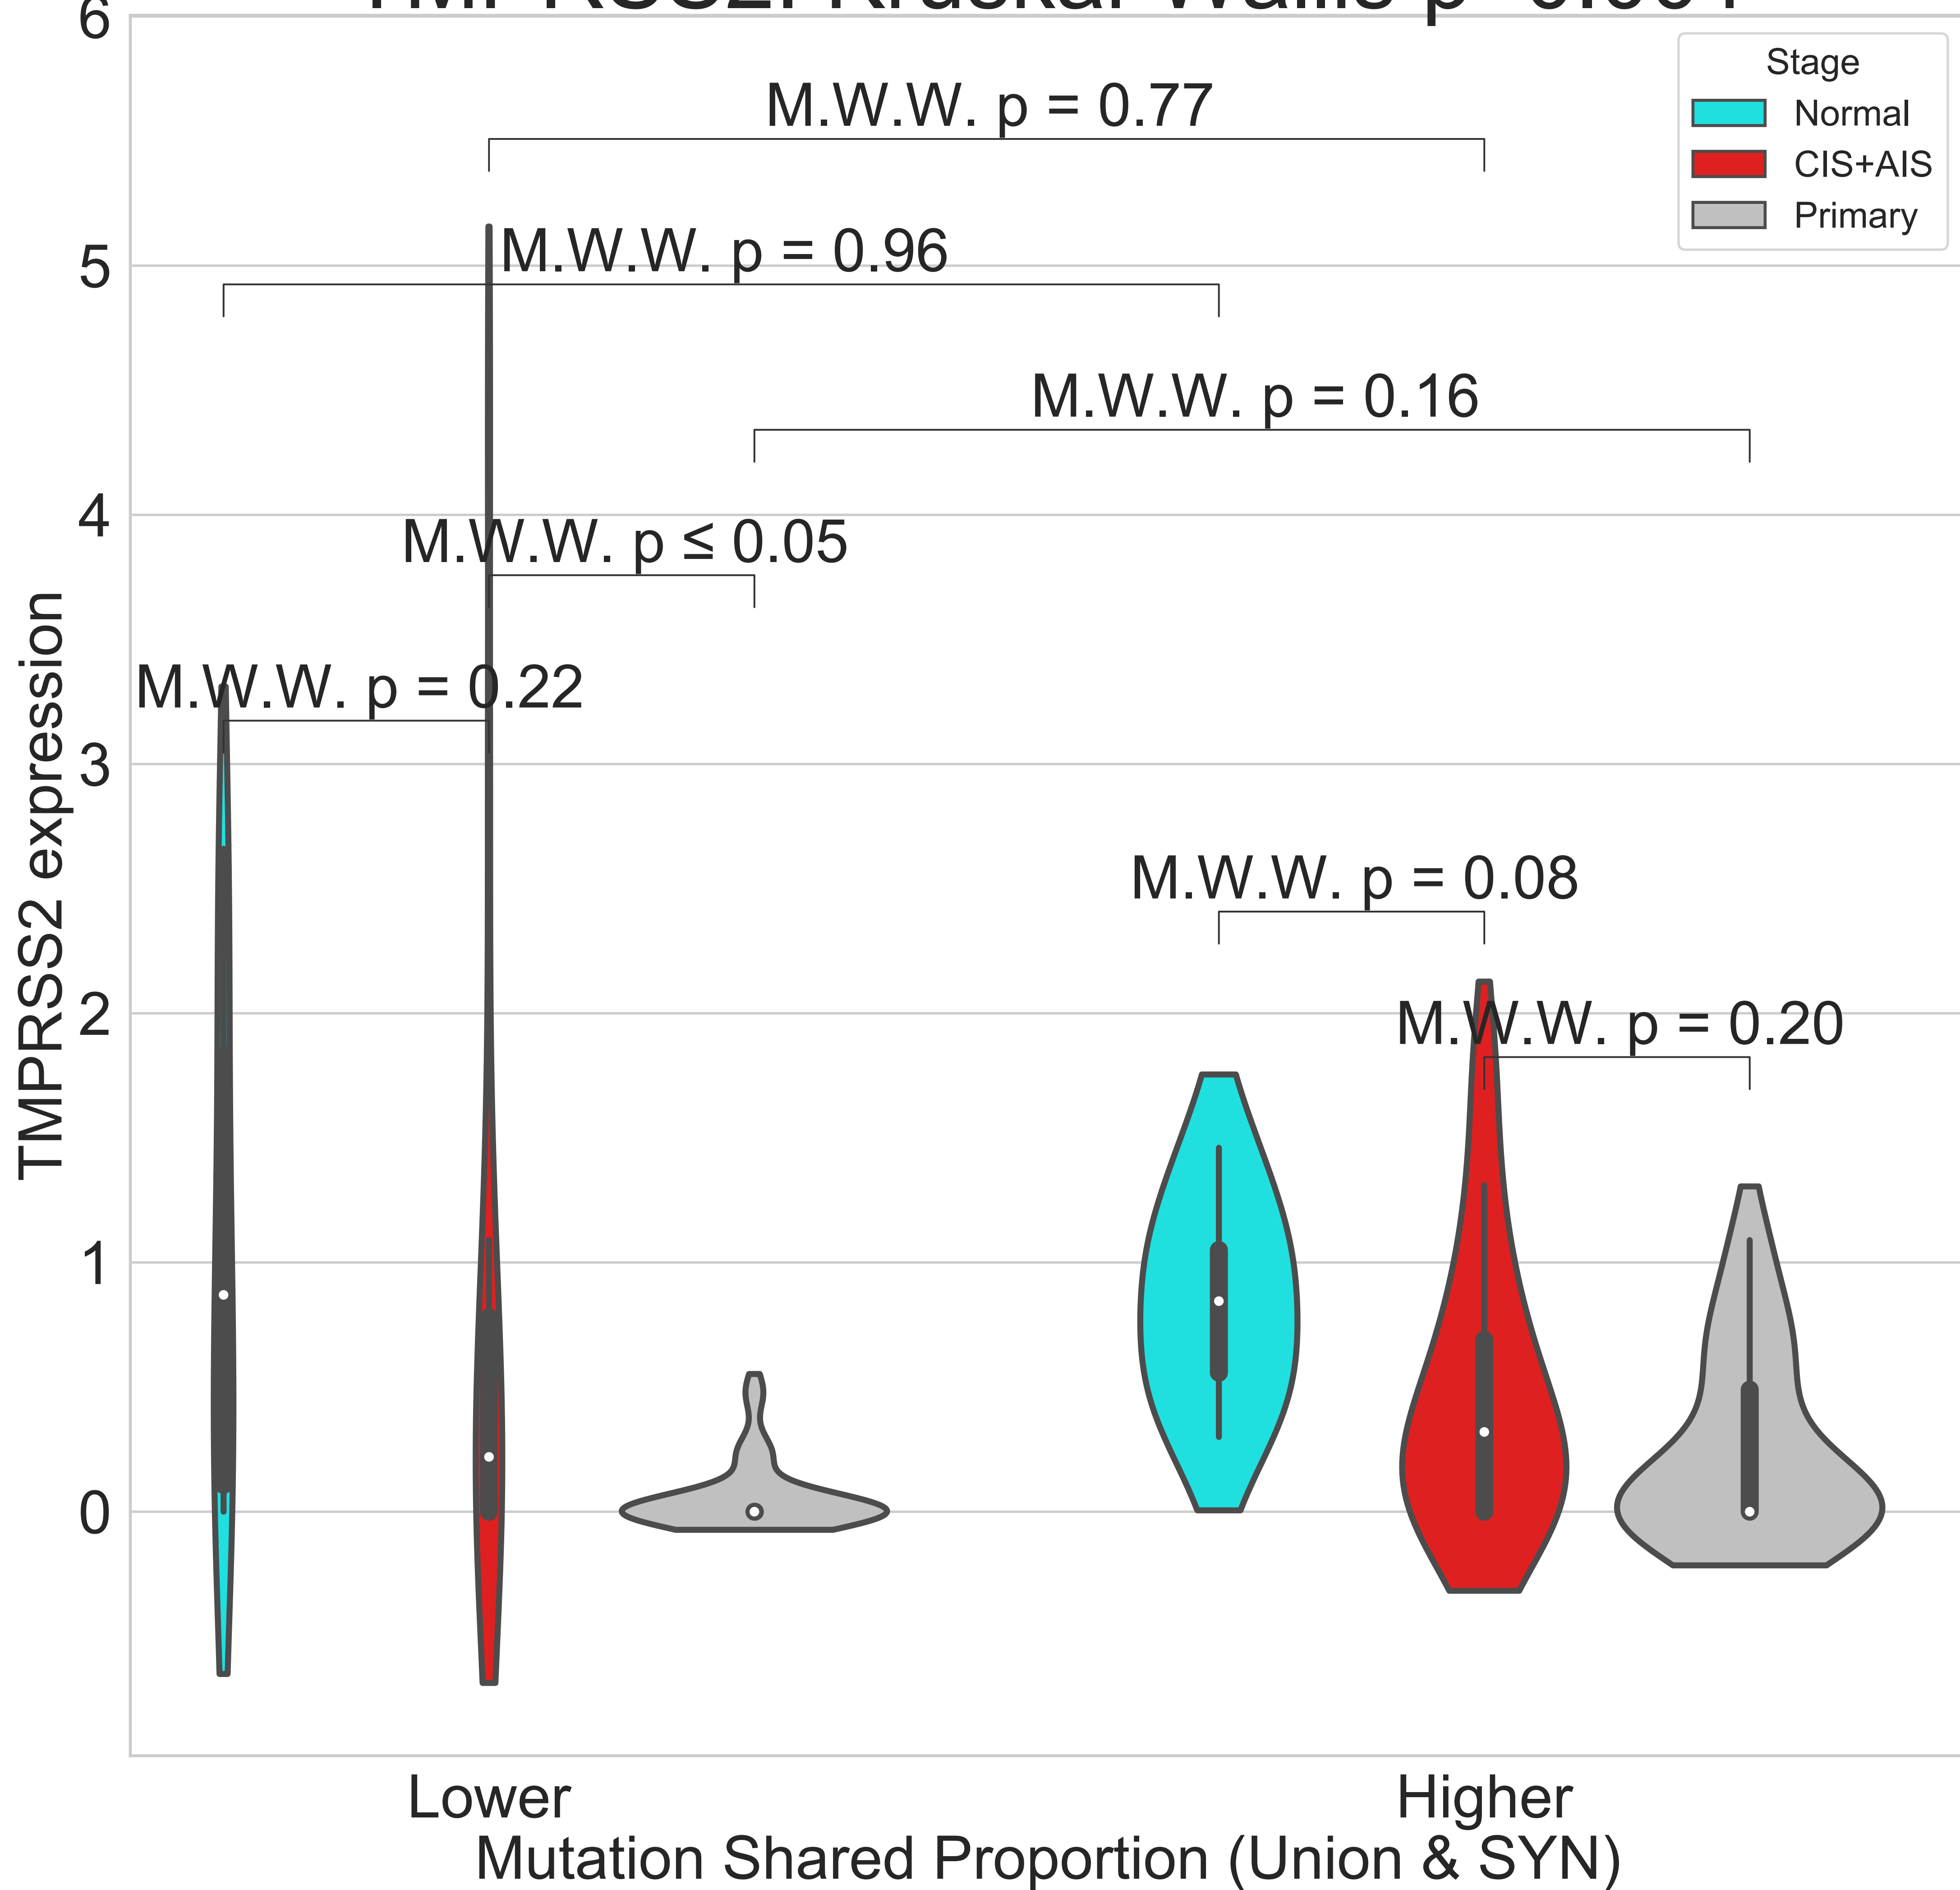 6
Stage
Normal
CIS+AIS
Primary
M.W.W. p = 0.77
M.W.W. p = 0.96
5
M.W.W. p = 0.16
4
M.W.W. p ≤ 0.05
M.W.W. p = 0.22
3
M.W.W. p = 0.08
2
M.W.W. p = 0.20
1
0
TMPRSS2 expression
Lower
Higher
Mutation Shared Proportion (Union & SYN)